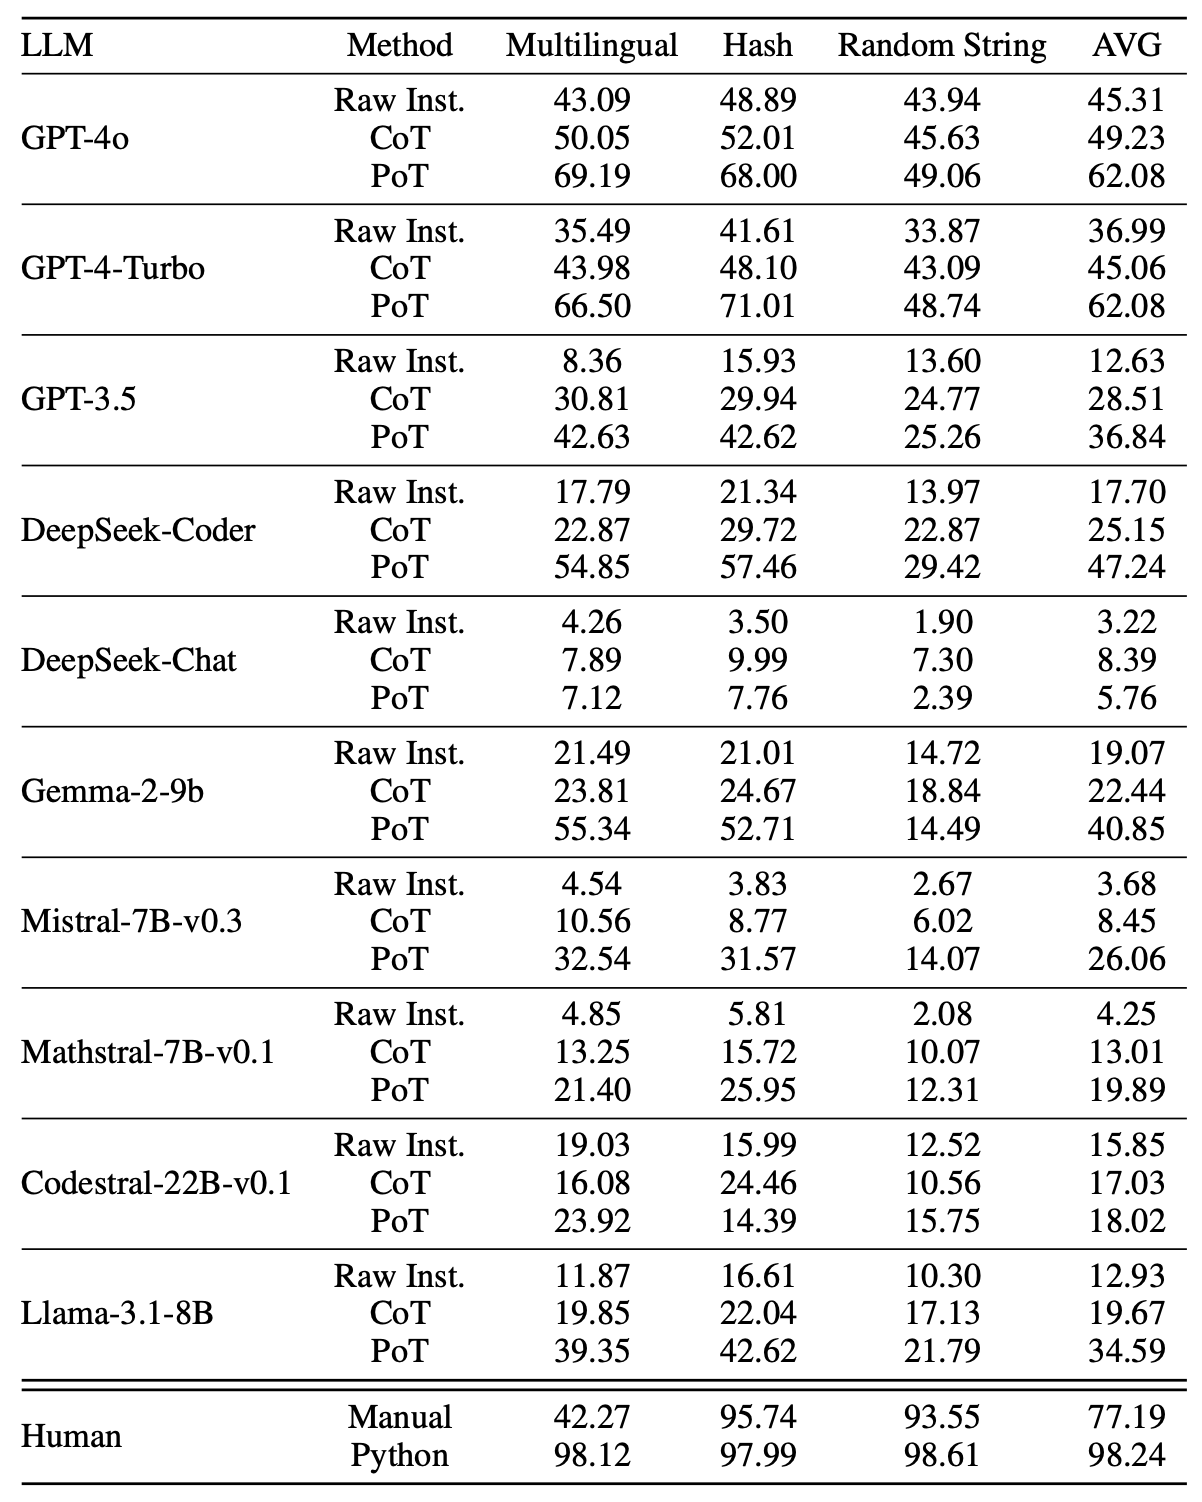 LLM Method Multilingual Hash Random String AVG
Raw Inst. 43.09 48.89 43.94 45.31
GPT-4o CoT 50.05 52.01 45.63 49.23
PoT 69.19 68.00 49.06 62.08
Raw Inst. 35.49 41.61 33.87 36.99
GPT-4-Turbo CoT 43.98 48.10 43.09 45.06
PoT 66.50 71.01 48.74 62.08
Raw Inst. 8.36 15.93 13.60 12.63
GPT-3.5 CoT 30.81 29.94 24.77 28.51
PoT 42.63 42.62 25.26 36.84
Raw Inst. 17.79 21.34 13.97 17.70
DeepSeek-Coder CoT 22.87 29.72 22.87 25.15
PoT 54.85 57.46 29.42 47.24
Raw Inst. 4.26 3.50 1.90 3.22
DeepSeek-Chat CoT 7.89 9.99 7.30 8.39
PoT 7.12 7.76 2.39 5.76
Raw Inst. 21.49 21.01 14.72 19.07
Gemma-2-9b CoT 23.81 24.67 18.84 22.44
PoT 55.34 52.71 14.49 40.85
Raw Inst. 4.54 3.83 2.67 3.68
Mistral-7B-v0.3 CoT 10.56 8.77 6.02 8.45
PoT 32.54 31.57 14.07 26.06
Raw Inst. 4.85 5.81 2.08 4.25
Mathstral-7B-v0.1 CoT 13.25 15.72 10.07 13.01
PoT 21.40 25.95 12.31 19.89
Raw Inst. 19.03 15.99 12.52 15.85
Codestral-22B-v0.1 CoT 16.08 24.46 10.56 17.03
PoT 23.92 14.39 15.75 18.02
Raw Inst. 11.87 16.61 10.30 12.93
Llama-3.1-8B CoT 19.85 22.04 17.13 19.67
PoT 39.35 42.62 21.79 34.59
Human Manual 42.27 95.74 93.55 77.19
Python 98.12 97.99 98.61 98.24